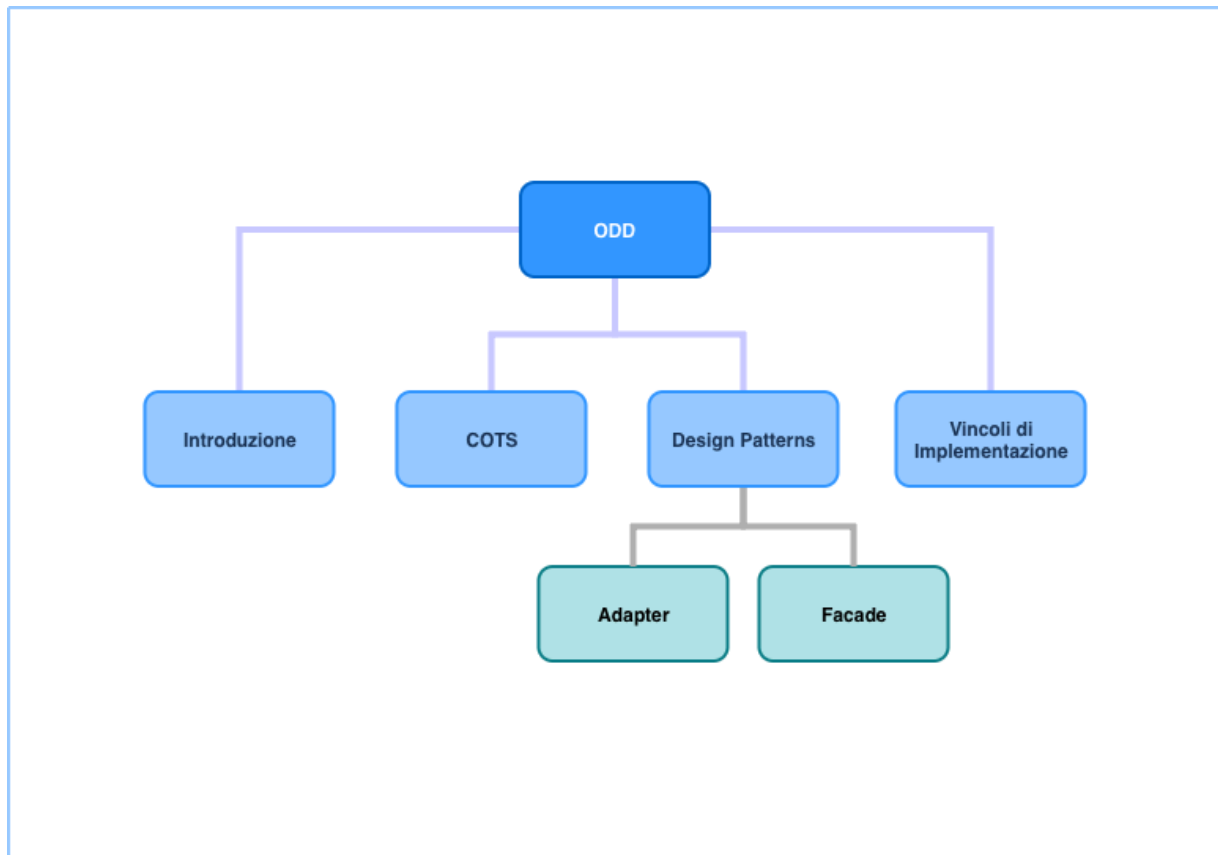 ODD
Introduzione
COTS
Design Patterns
Vincoli di
Implementazione
Adapter
Facade